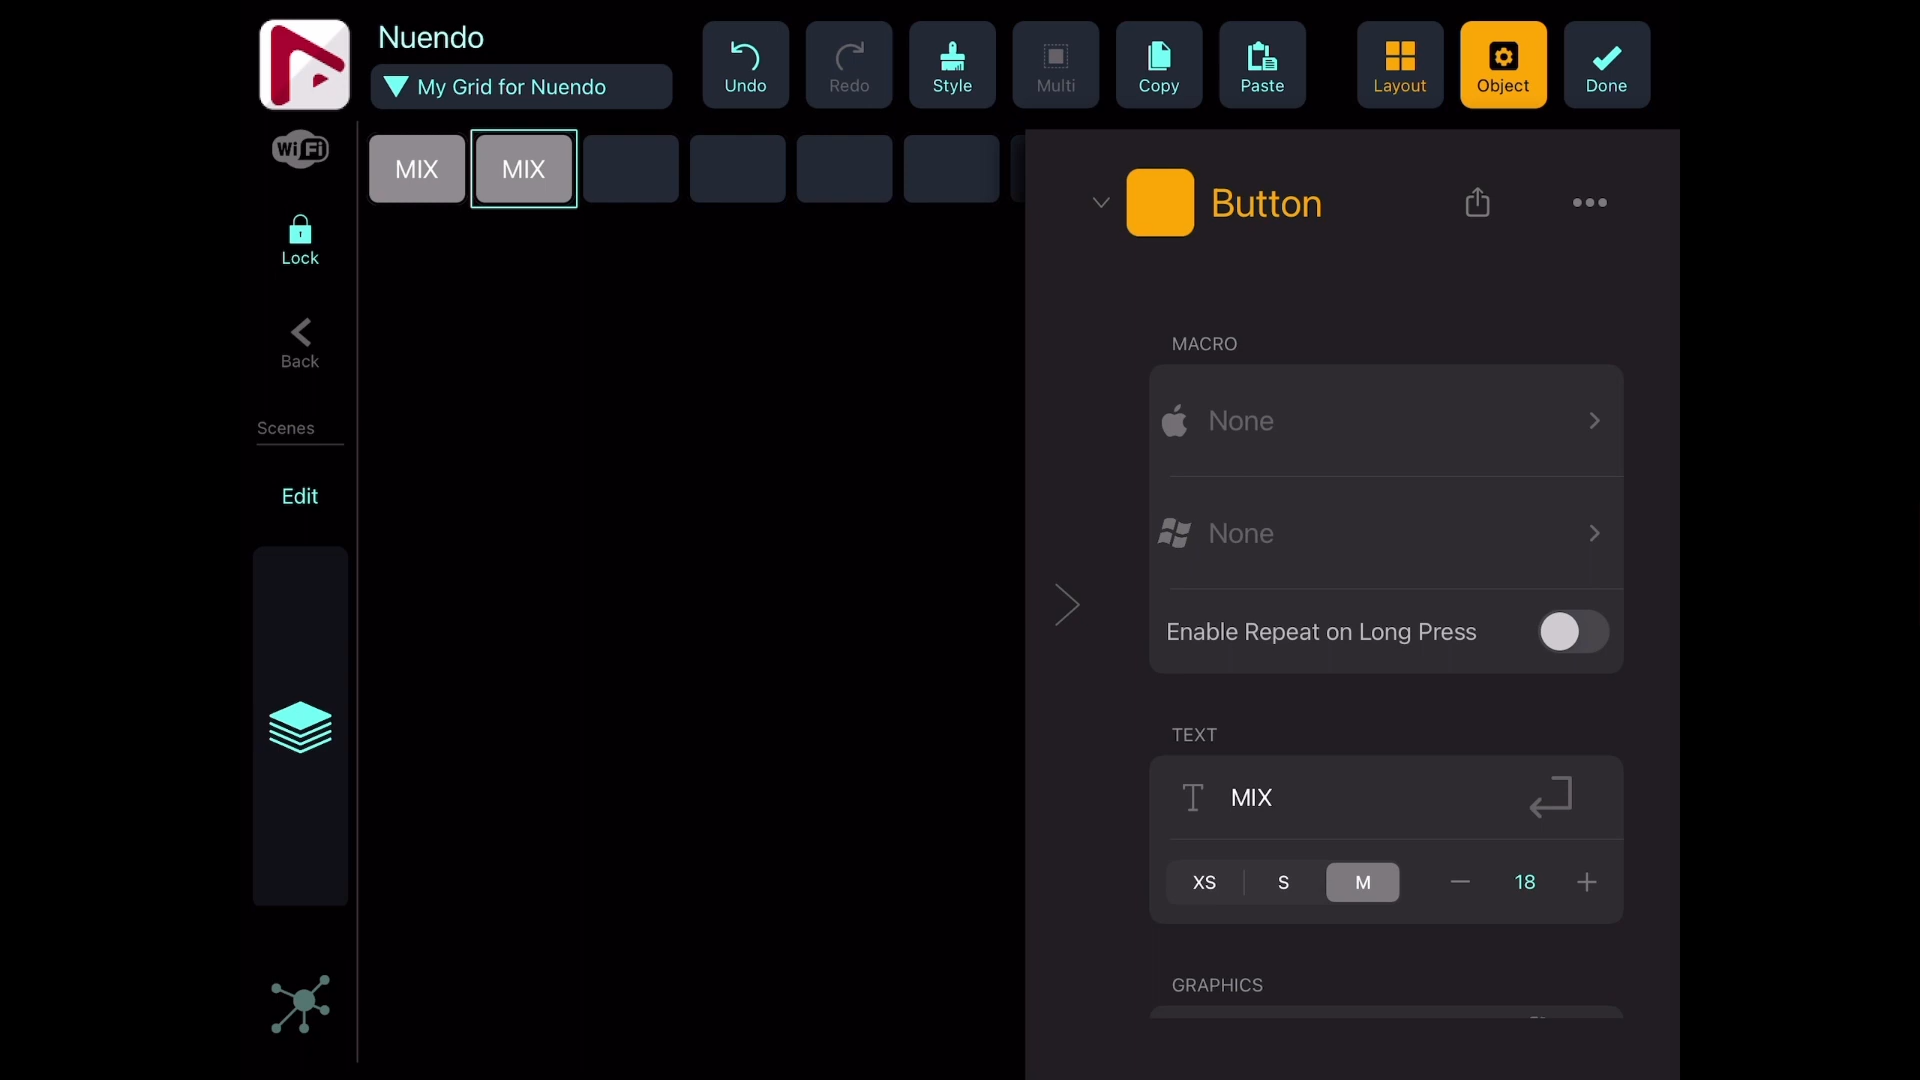 Nuendo
My Grid for Nuendo
Undo
Redo
Style
Multi
Copy
Paste
Layout
Object
Done
WiFi
Lock
Back
Scenes
Edit
MIX
MIX
Button
MACRO
None
None
Enable Repeat on Long Press
TEXT
MIX
XS
S
M
18
GRAPHICS